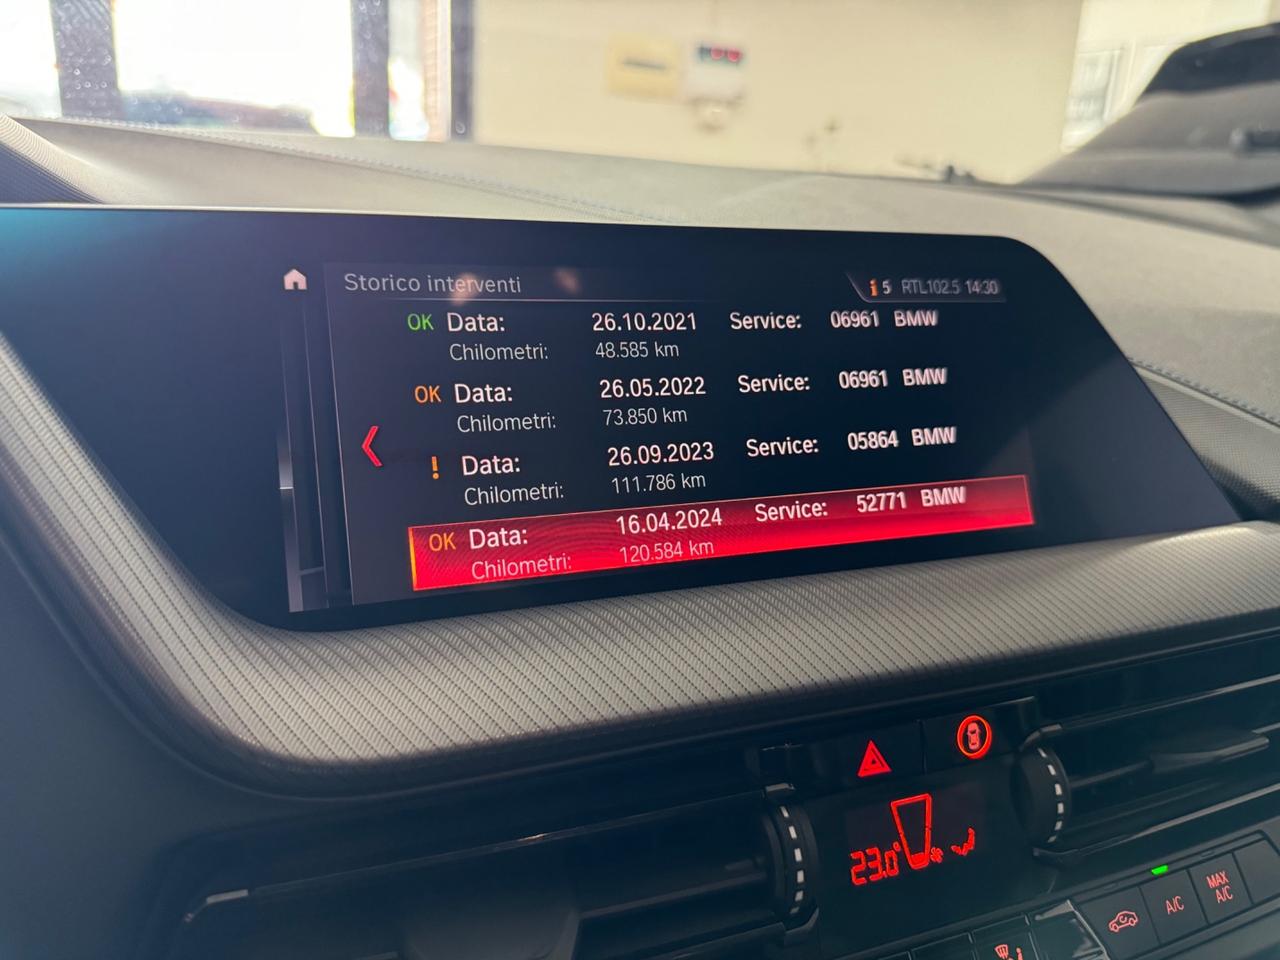 Storico interventi
5 RTL102.5 14:30
OK Data: 26.10.2021 Service: 06961 BMW
Chilometri: 48.585 km
OK Data: 26.05.2022 Service: 06961 BMW
Chilometri: 73.850 km
! Data: 26.09.2023 Service: 05864 BMW
Chilometri: 111.786 km
OK Data: 16.04.2024 Service: 52771 BMW
Chilometri: 120.584 km
23.0°
A/C
MAX
A/C